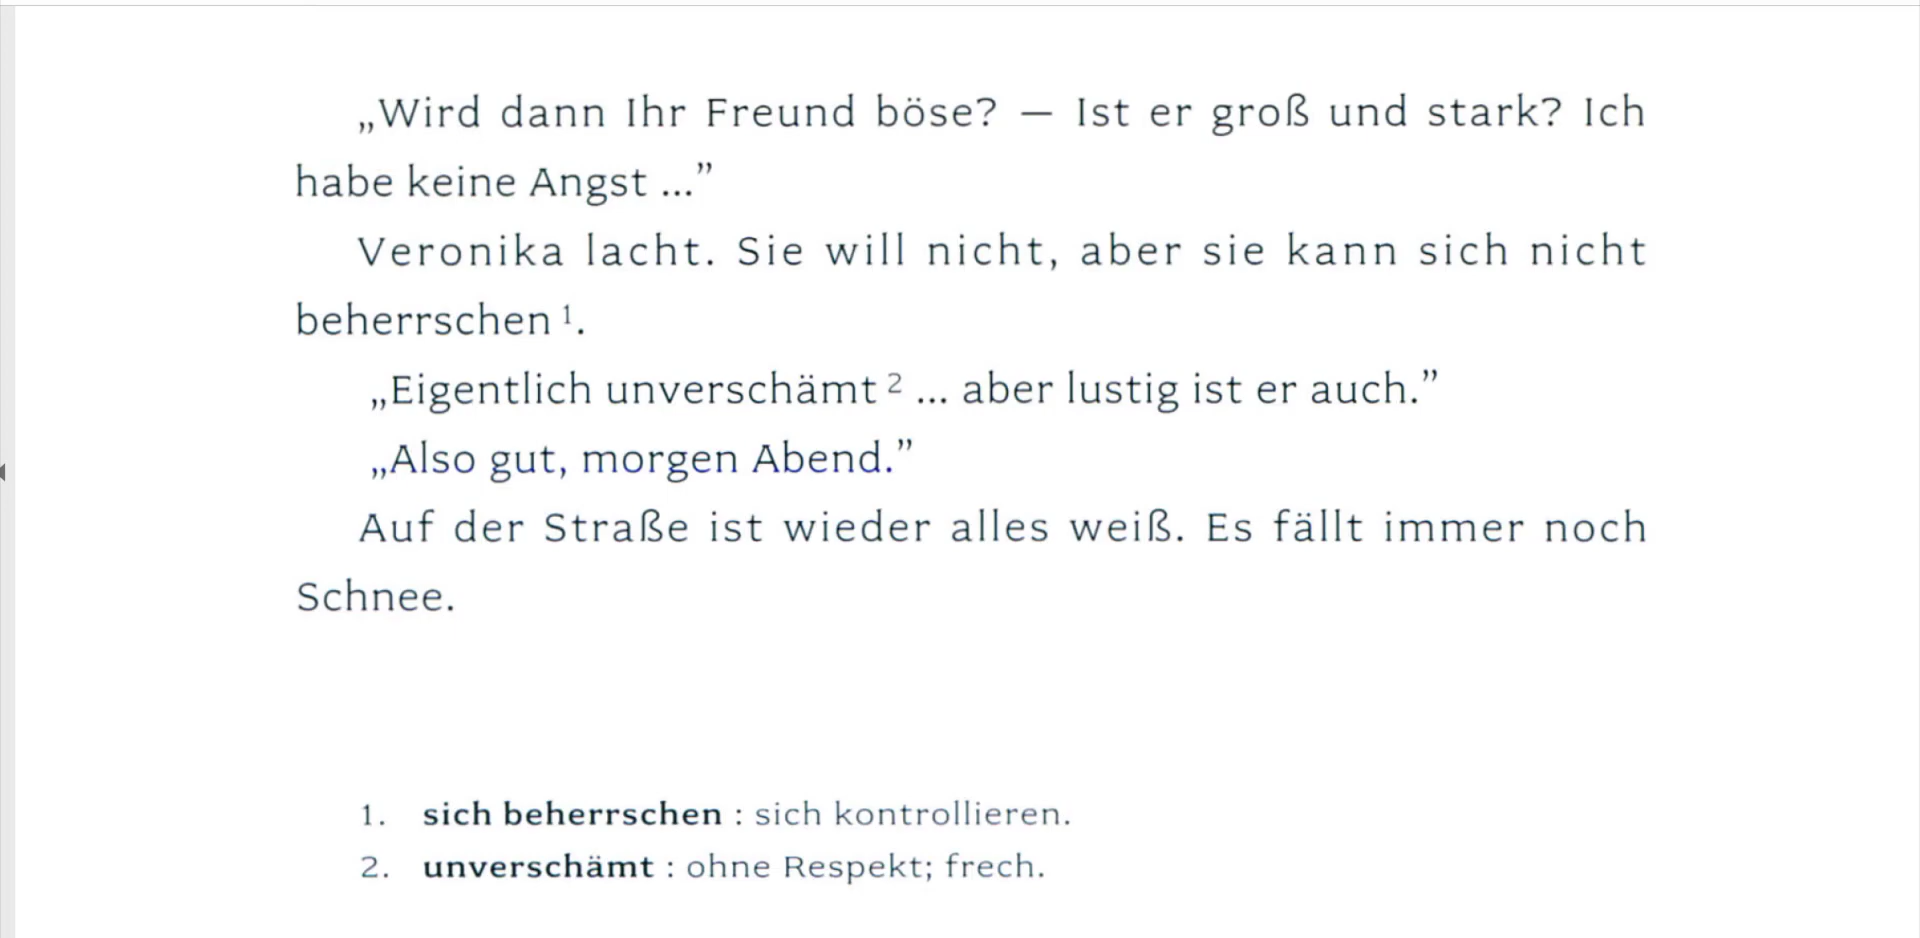 „Wird dann Ihr Freund böse? — Ist er groß und stark? Ich
habe keine Angst ...”
Veronika lacht. Sie will nicht, aber sie kann sich nicht
beherrschen 1.
„Eigentlich unverschämt 2 ... aber lustig ist er auch.”
„Also gut, morgen Abend.”
Auf der Straße ist wieder alles weiß. Es fällt immer noch
Schnee.
1. sich beherrschen : sich kontrollieren.
2. unverschämt : ohne Respekt; frech.